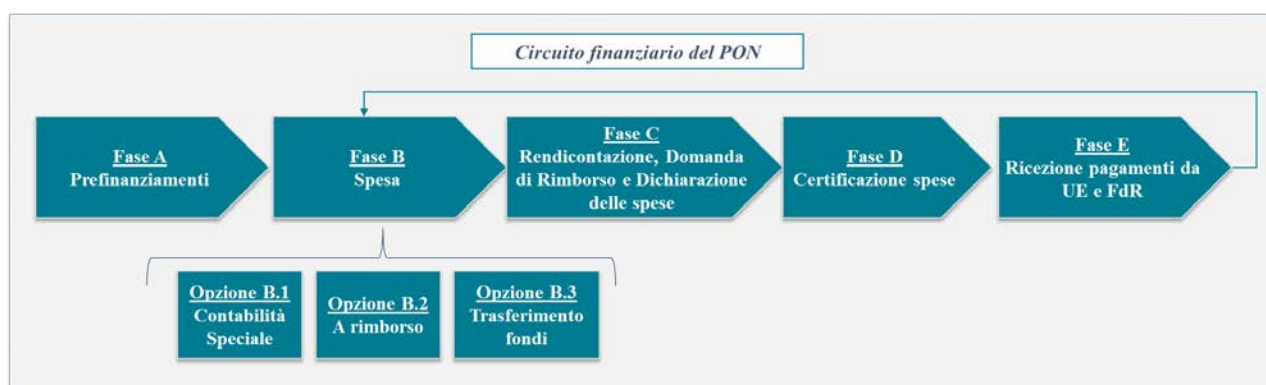 Circuito finanziario del PON
Fase A
Prefinanziamenti
Fase B
Spesa
Fase C
Rendicontazione, Domanda
di Rimborso e Dichiarazione
delle spese
Fase D
Certificazione spese
Fase E
Ricezione pagamenti da
UE e FdR
Opzione B.1
Contabilità
Speciale
Opzione B.2
A rimborso
Opzione B.3
Trasferimento
fondi